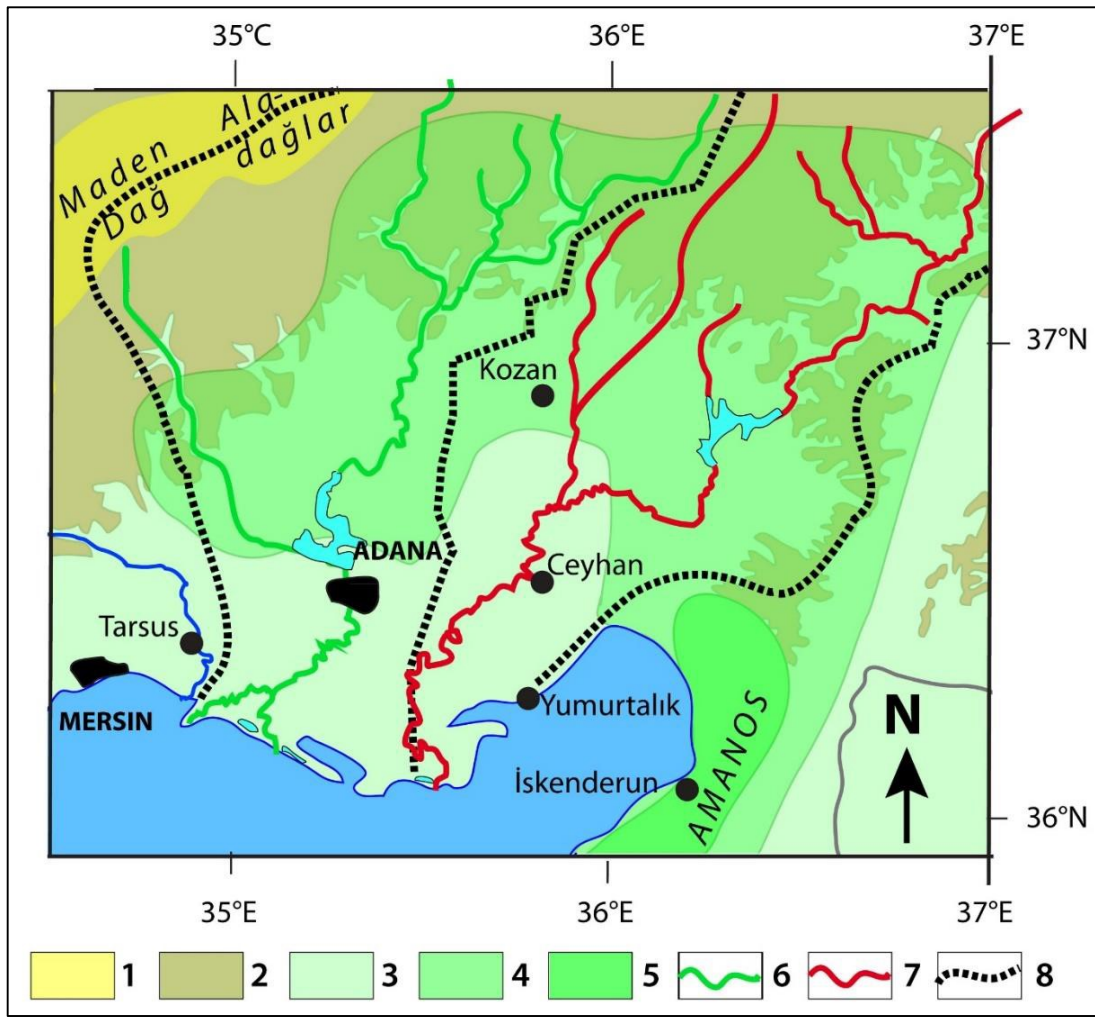 35°C
36°E
37°E
Ala-
dağlar
Maden
Dağ
37°N
Kozan
ADANA
Ceyhan
Tarsus
Yumurtalık
MERSIN
N
İskenderun
AMANOS
36°N
35°E
36°E
37°E
1
2
3
4
5
6
7
8